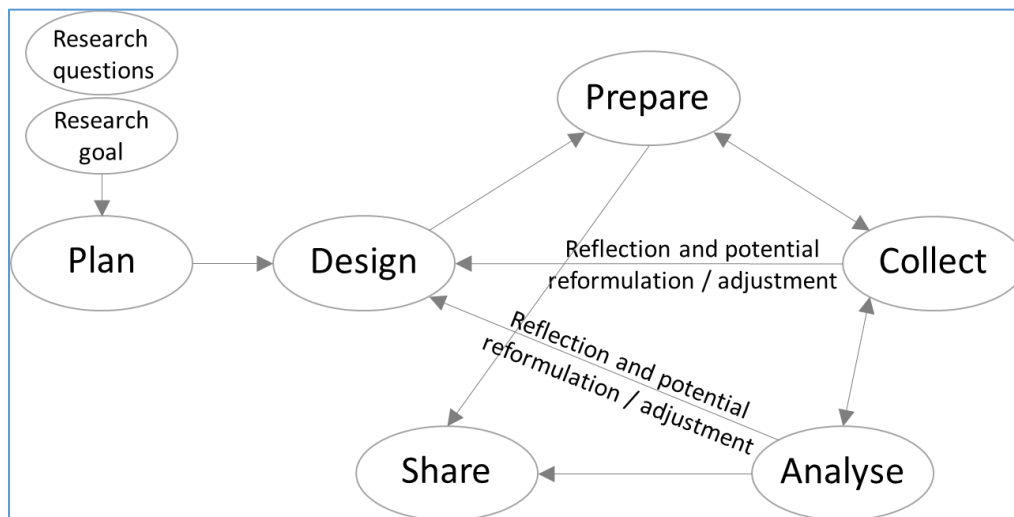 Research
questions
Research
goal
Prepare
Plan
Design
Reflection and potential
reformulation / adjustment
Collect
Reflection and potential
reformulation / adjustment
Share
Analyse